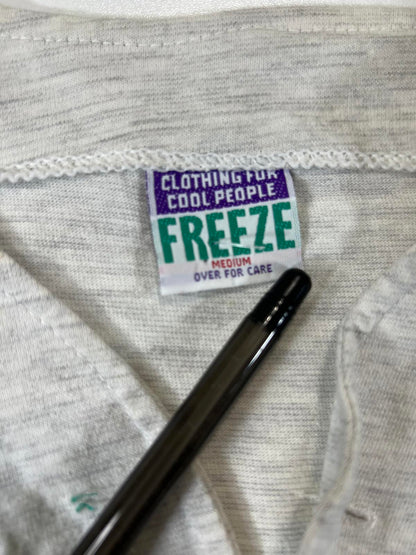 CLOTHING FOR
COOL PEOPLE
FREEZE
MEDIUM
OVER FOR CARE